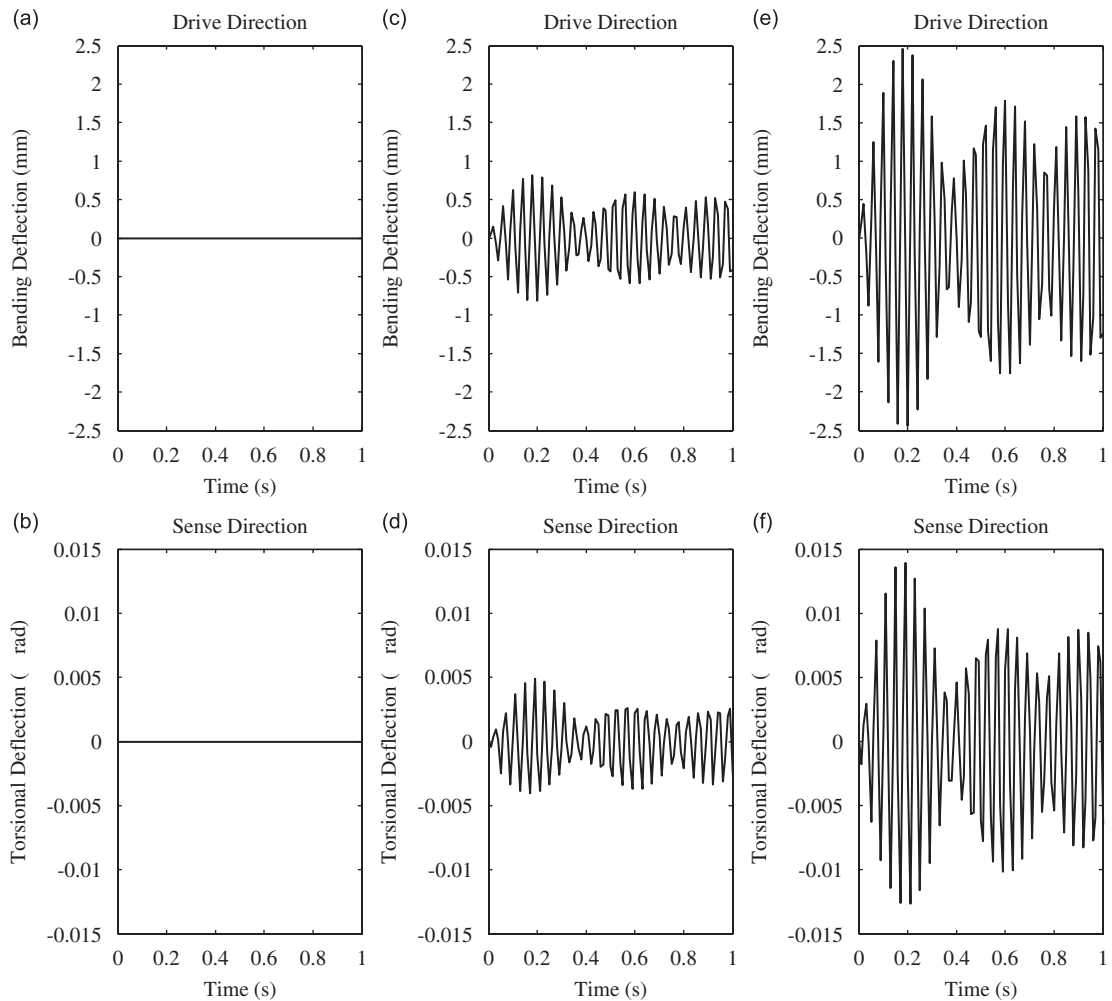 (a) Drive Direction
2.5
2
1.5
1
0.5
0
-0.5
-1
-1.5
-2
-2.5
Bending Deflection (mm)
0 0.2 0.4 0.6 0.8 1
Time (s)
(c) Drive Direction
2.5
2
1.5
1
0.5
0
-0.5
-1
-1.5
-2
-2.5
Bending Deflection (mm)
0 0.2 0.4 0.6 0.8 1
Time (s)
(e) Drive Direction
2.5
2
1.5
1
0.5
0
-0.5
-1
-1.5
-2
-2.5
Bending Deflection (mm)
0 0.2 0.4 0.6 0.8 1
Time (s)
(b) Sense Direction
0.015
0.01
0.005
0
-0.005
-0.01
-0.015
Torsional Deflection ( rad)
0 0.2 0.4 0.6 0.8 1
Time (s)
(d) Sense Direction
0.015
0.01
0.005
0
-0.005
-0.01
-0.015
Torsional Deflection ( rad)
0 0.2 0.4 0.6 0.8 1
Time (s)
(f) Sense Direction
0.015
0.01
0.005
0
-0.005
-0.01
-0.015
Torsional Deflection ( rad)
0 0.2 0.4 0.6 0.8 1
Time (s)